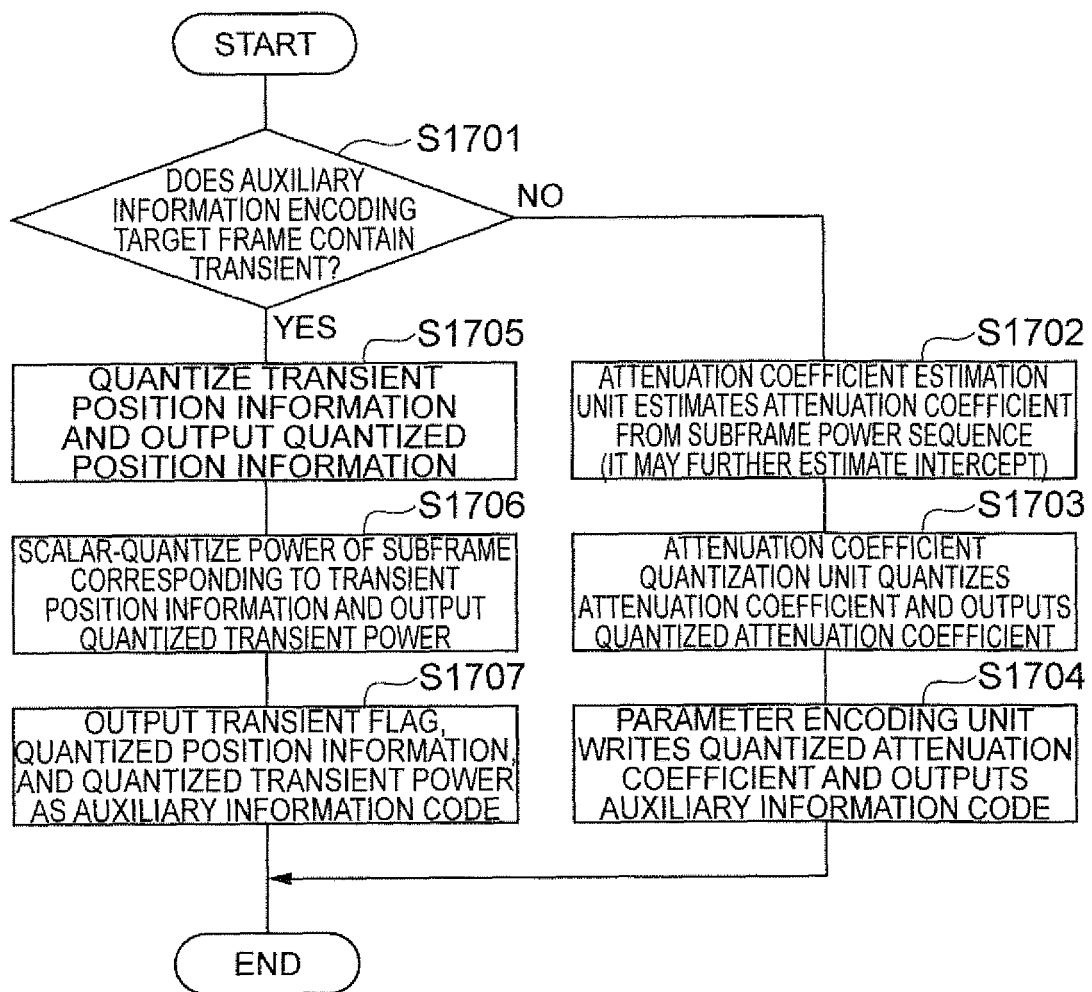 START
S1701
DOES AUXILIARY
INFORMATION ENCODING
TARGET FRAME CONTAIN
TRANSIENT?
NO
YES
S1705
QUANTIZE TRANSIENT
POSITION INFORMATION
AND OUTPUT QUANTIZED
POSITION INFORMATION
S1706
SCALAR-QUANTIZE POWER OF SUBFRAME
CORRESPONDING TO TRANSIENT
POSITION INFORMATION AND OUTPUT
QUANTIZED TRANSIENT POWER
S1707
OUTPUT TRANSIENT FLAG,
QUANTIZED POSITION INFORMATION,
AND QUANTIZED TRANSIENT POWER
AS AUXILIARY INFORMATION CODE
S1702
ATTENUATION COEFFICIENT ESTIMATION
UNIT ESTIMATES ATTENUATION COEFFICIENT
FROM SUBFRAME POWER SEQUENCE
(IT MAY FURTHER ESTIMATE INTERCEPT)
S1703
ATTENUATION COEFFICIENT
QUANTIZATION UNIT QUANTIZES
ATTENUATION COEFFICIENT AND OUTPUTS
QUANTIZED ATTENUATION COEFFICIENT
S1704
PARAMETER ENCODING UNIT
WRITES QUANTIZED ATTENUATION
COEFFICIENT AND OUTPUTS
AUXILIARY INFORMATION CODE
END